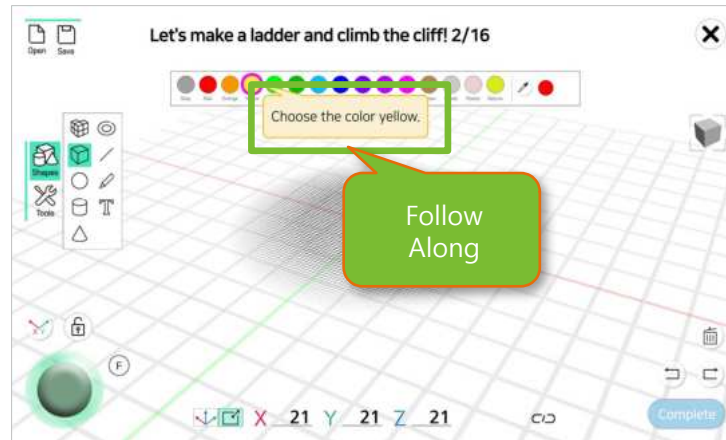 Let's make a ladder and climb the cliff! 2/16
Open Save
Choose the color yellow.
Shapes
Tools
T
Follow
Along
F
X 21 Y 21 Z 21
Complete